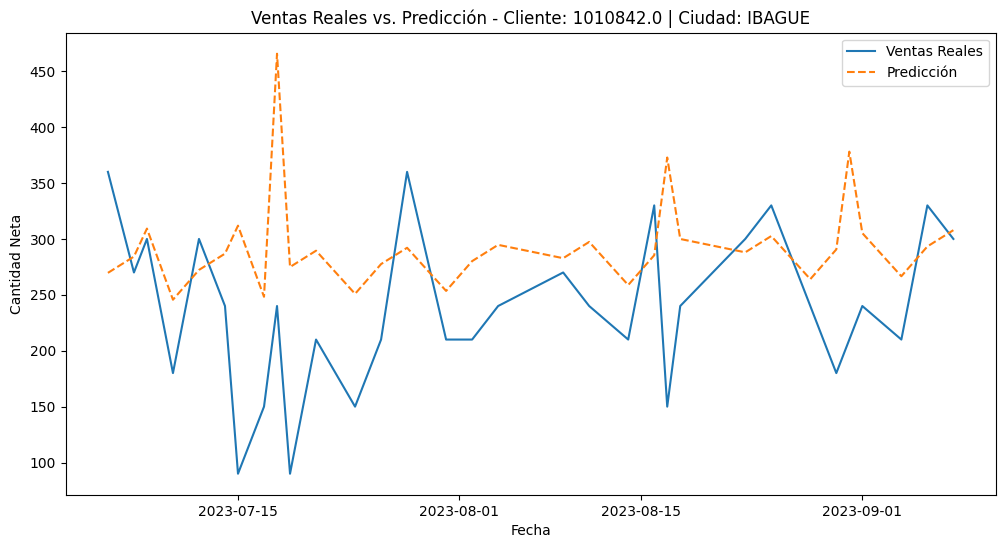 Ventas Reales vs. Predicción - Cliente: 1010842.0 | Ciudad: IBAGUE
Ventas Reales
Predicción
Cantidad Neta
450
400
350
300
250
200
150
100
2023-07-15
2023-08-01
2023-08-15
2023-09-01
Fecha